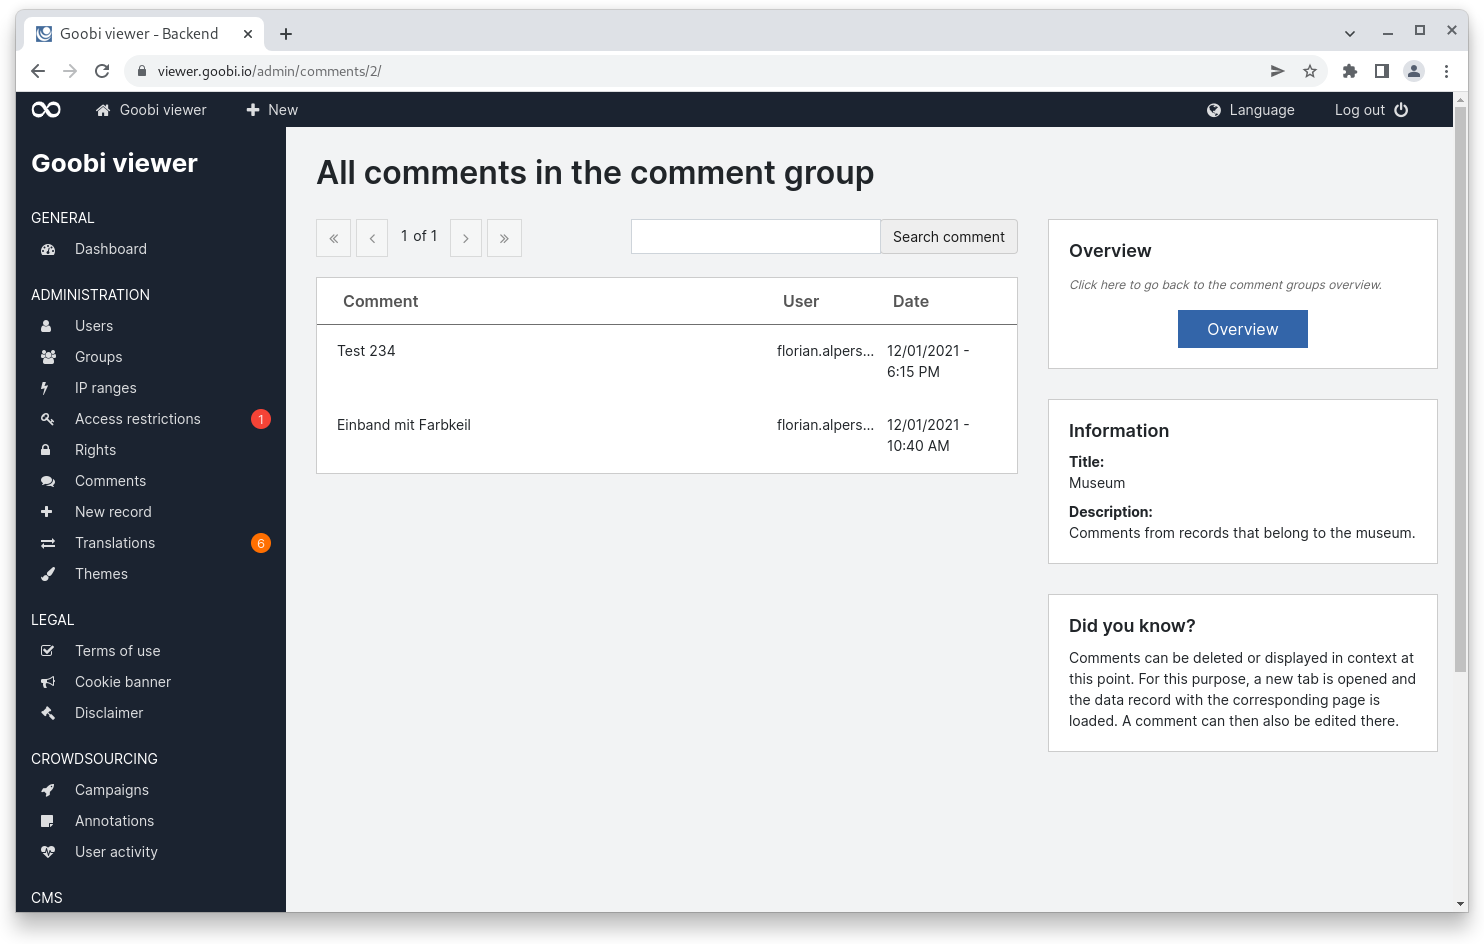 Goobi viewer - Backend
viewer.goobi.io/admin/comments/2/
Goobi viewer
New
Language
Log out
Goobi viewer
GENERAL
Dashboard
ADMINISTRATION
Users
Groups
IP ranges
Access restrictions 1
Rights
Comments
New record
Translations 6
Themes
LEGAL
Terms of use
Cookie banner
Disclaimer
CROWDSOURCING
Campaigns
Annotations
User activity
CMS
All comments in the comment group
« ‹ 1 of 1 › »
Search comment
Comment User Date
Test 234 florian.alpers... 12/01/2021 -
6:15 PM
Einband mit Farbkeil florian.alpers... 12/01/2021 -
10:40 AM
Overview
Click here to go back to the comment groups overview.
Overview
Information
Title:
Museum
Description:
Comments from records that belong to the museum.
Did you know?
Comments can be deleted or displayed in context at
this point. For this purpose, a new tab is opened and
the data record with the corresponding page is
loaded. A comment can then also be edited there.